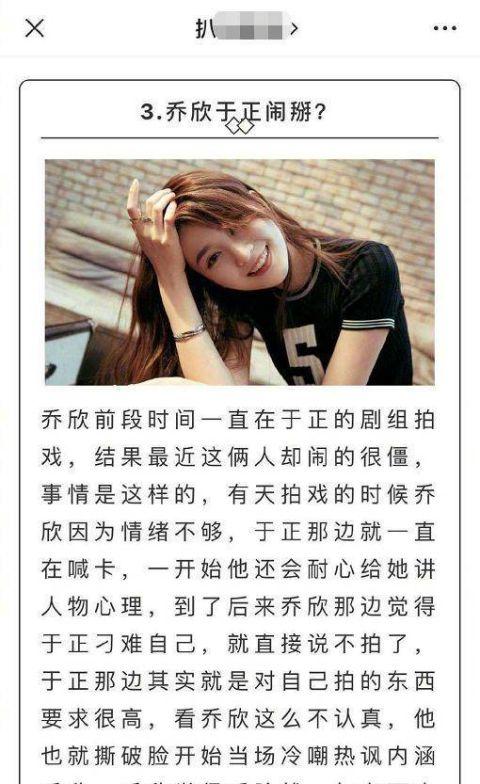 扒
3.乔欣于正闹掰?
乔欣前段时间一直在于正的剧组拍
戏，结果最近这俩人却闹的很僵，
事情是这样的，有天拍戏的时候乔
欣因为情绪不够，于正那边就一直
在喊卡，一开始他还会耐心给她讲
人物心理，到了后来乔欣那边觉得
于正刁难自己，就直接说不拍了，
于正那边其实就是对自己拍的东西
要求很高，看乔欣这么不认真，他
也就撕破脸开始当场冷嘲热讽内涵